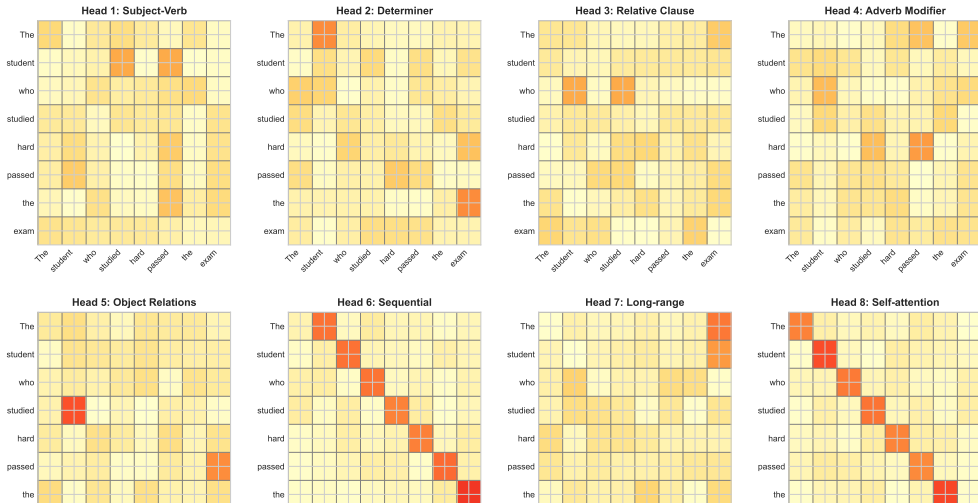 Head 1: Subject-Verb
The
student
who
studied
hard
passed
the
exam
The student who studied hard passed the exam
Head 2: Determiner
The
student
who
studied
hard
passed
the
exam
The student who studied hard passed the exam
Head 3: Relative Clause
The
student
who
studied
hard
passed
the
exam
The student who studied hard passed the exam
Head 4: Adverb Modifier
The
student
who
studied
hard
passed
the
exam
The student who studied hard passed the exam
Head 5: Object Relations
The
student
who
studied
hard
passed
the
Head 6: Sequential
The
student
who
studied
hard
passed
the
Head 7: Long-range
The
student
who
studied
hard
passed
the
Head 8: Self-attention
The
student
who
studied
hard
passed
the